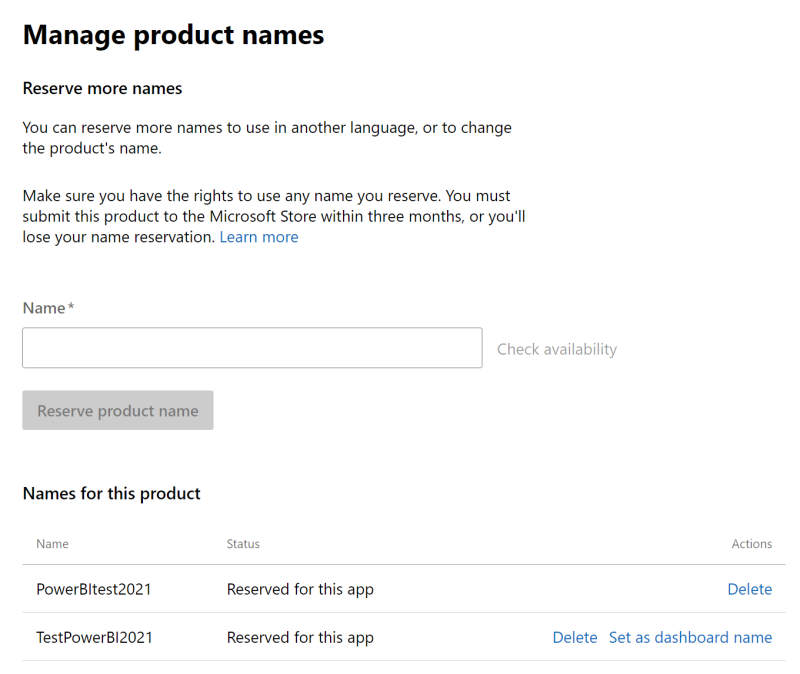 Manage product names
Reserve more names
You can reserve more names to use in another language, or to change
the product's name.
Make sure you have the rights to use any name you reserve. You must
submit this product to the Microsoft Store within three months, or you'll
lose your name reservation. Learn more
Name*
Check availability
Reserve product name
Names for this product
Name Status Actions
PowerBItest2021 Reserved for this app Delete
TestPowerBI2021 Reserved for this app Delete Set as dashboard name